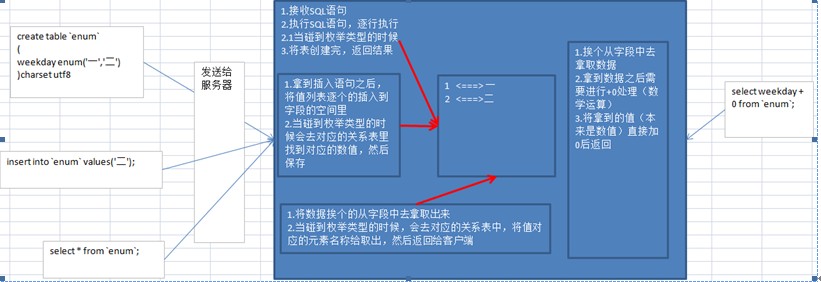 create table `enum`
(
weekday enum('一','二')
)charset utf8
insert into `enum` values('二');
select * from `enum`;
发送给
服务器
1.接收SQL语句
2.执行SQL语句，逐行执行
2.1当碰到枚举类型的时候
3.将表创建完，返回结果
1.拿到插入语句之后，
将值列表逐个的插入到
字段的空间里
2.当碰到枚举类型的时
候会去对应的关系表里
找到对应的数值，然后
保存
1 <===>一
2 <===>二
1.将数据挨个的从字段中去拿取出来
2.当碰到枚举类型的时候，会去对应的关系表中，将值对
应的元素名称给取出，然后返回给客户端
1.挨个从字段中去
拿取数据
2.拿到数据之后需
要进行+0处理（数
学运算）
3.将拿到的值（本
来是数值）直接加
0后返回
select weekday +
0 from `enum`;